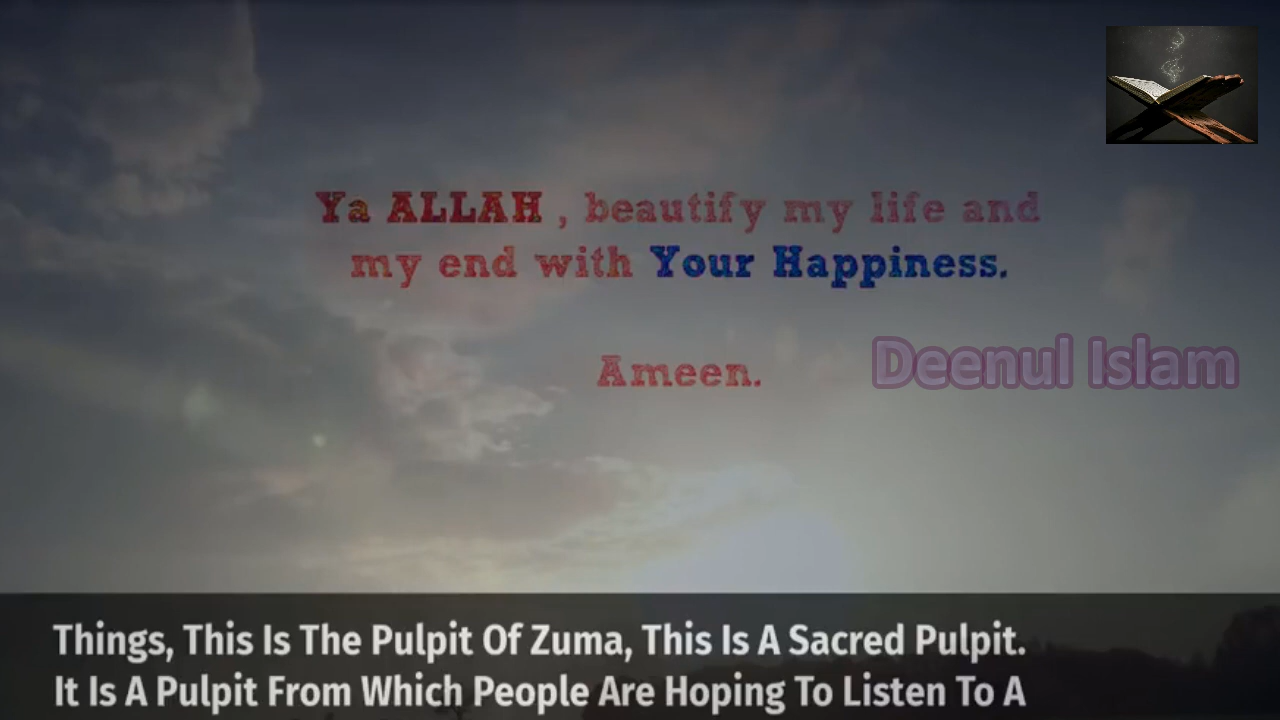 Ya ALLAH , beautify my life and
my end with Your Happiness.
Ameen.
Deenul Islam
Things, This Is The Pulpit Of Zuma, This Is A Sacred Pulpit.
It Is A Pulpit From Which People Are Hoping To Listen To A